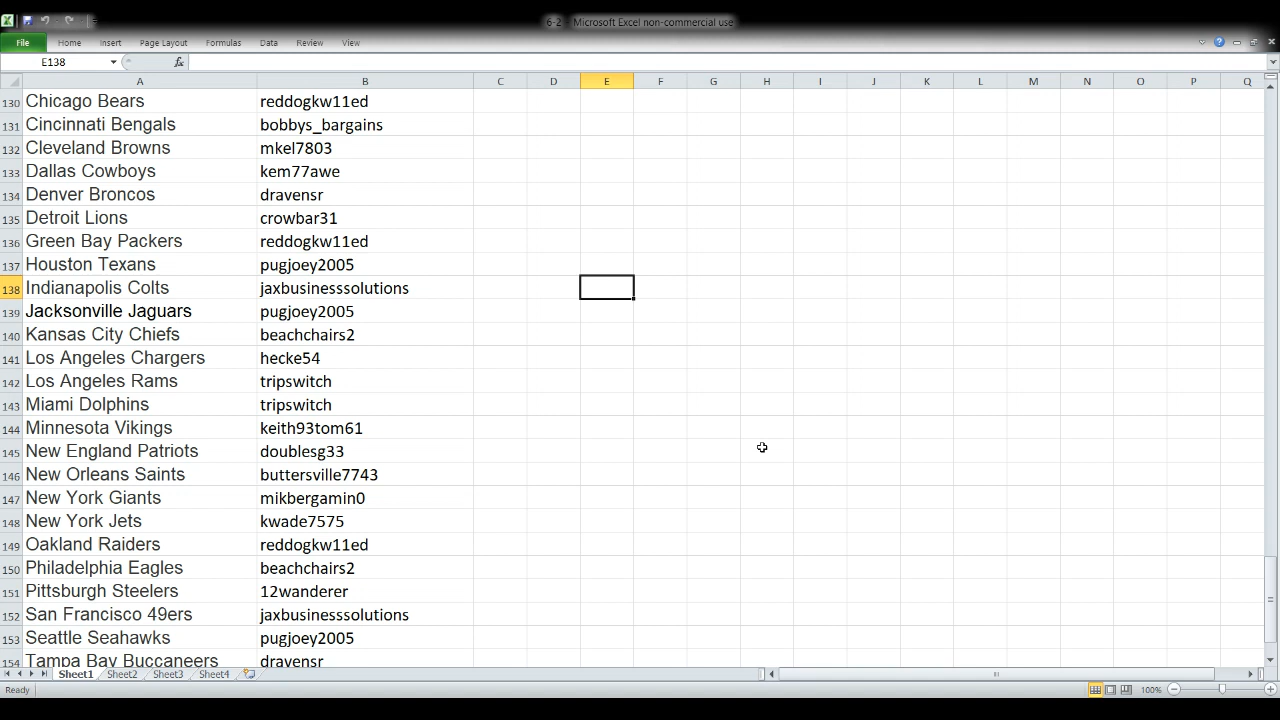 6-2 - Microsoft Excel non-commercial use
File Home Insert Page Layout Formulas Data Review View
E138 fx
A B C D E F G H I J K L M N O P Q
130 Chicago Bears reddogkw11ed
131 Cincinnati Bengals bobbys_bargains
132 Cleveland Browns mkel7803
133 Dallas Cowboys kem77awe
134 Denver Broncos dravensr
135 Detroit Lions crowbar31
136 Green Bay Packers reddogkw11ed
137 Houston Texans pugjoey2005
138 Indianapolis Colts jaxbusinesssolutions
139 Jacksonville Jaguars pugjoey2005
140 Kansas City Chiefs beachchairs2
141 Los Angeles Chargers hecke54
142 Los Angeles Rams tripswitch
143 Miami Dolphins tripswitch
144 Minnesota Vikings keith93tom61
145 New England Patriots doublesg33
146 New Orleans Saints buttersville7743
147 New York Giants mikbergamin0
148 New York Jets kwade7575
149 Oakland Raiders reddogkw11ed
150 Philadelphia Eagles beachchairs2
151 Pittsburgh Steelers 12wanderer
152 San Francisco 49ers jaxbusinesssolutions
153 Seattle Seahawks pugjoey2005
154 Tampa Bay Buccaneers dravensr
Sheet1 Sheet2 Sheet3 Sheet4
Ready 100%